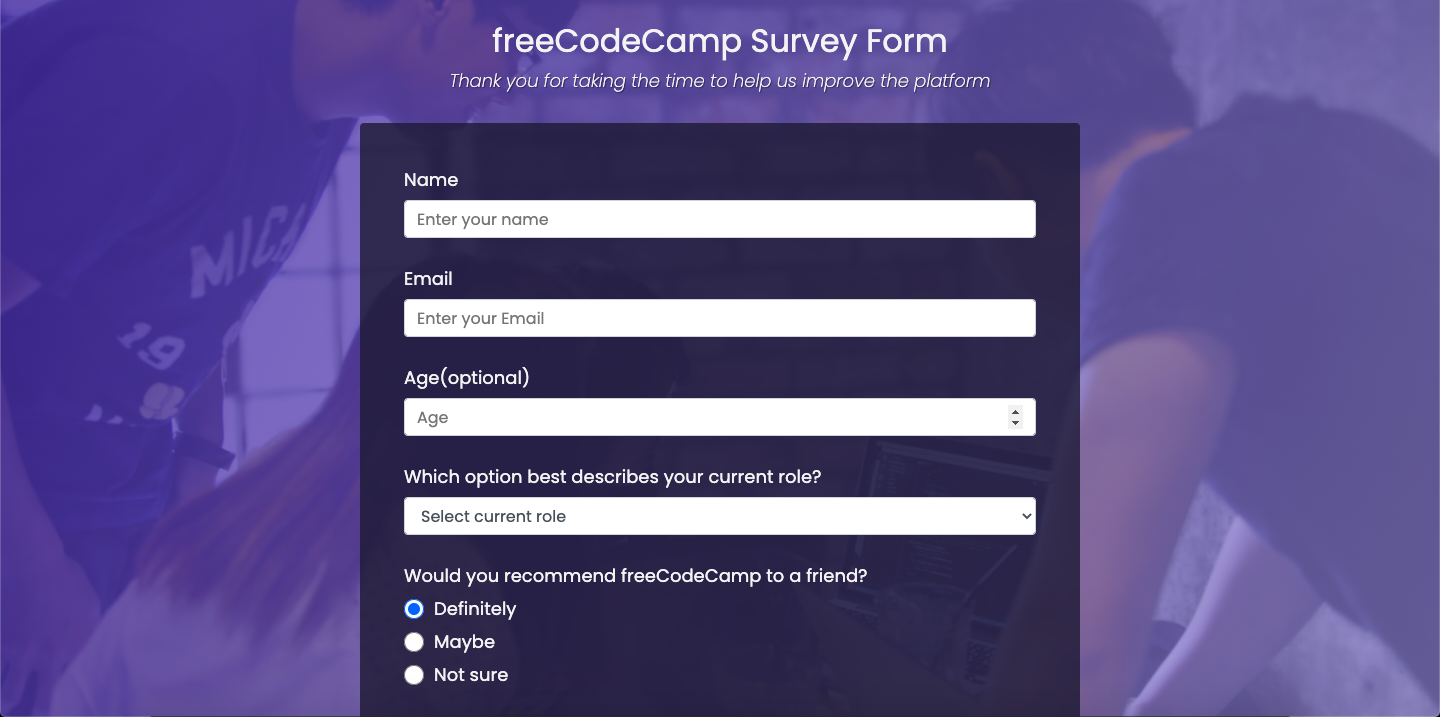 freeCodeCamp Survey Form
Thank you for taking the time to help us improve the platform
Name
Enter your name
Email
Enter your Email
Age(optional)
Age
Which option best describes your current role?
Select current role
Would you recommend freeCodeCamp to a friend?
Definitely
Maybe
Not sure
MICH
19